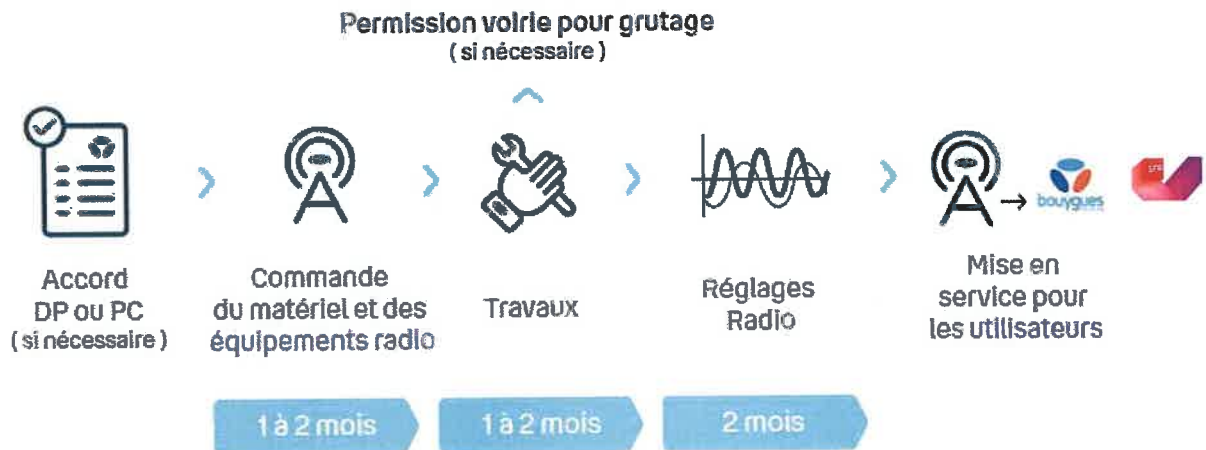 Permission voirie pour grutage
( si nécessaire )
bouygues
SFR
Accord
DP ou PC
( si nécessaire )
Commande
du matériel et des
équipements radio
Travaux
Réglages
Radio
Mise en
service pour
les utilisateurs
1 à 2 mois
1 à 2 mois
2 mois